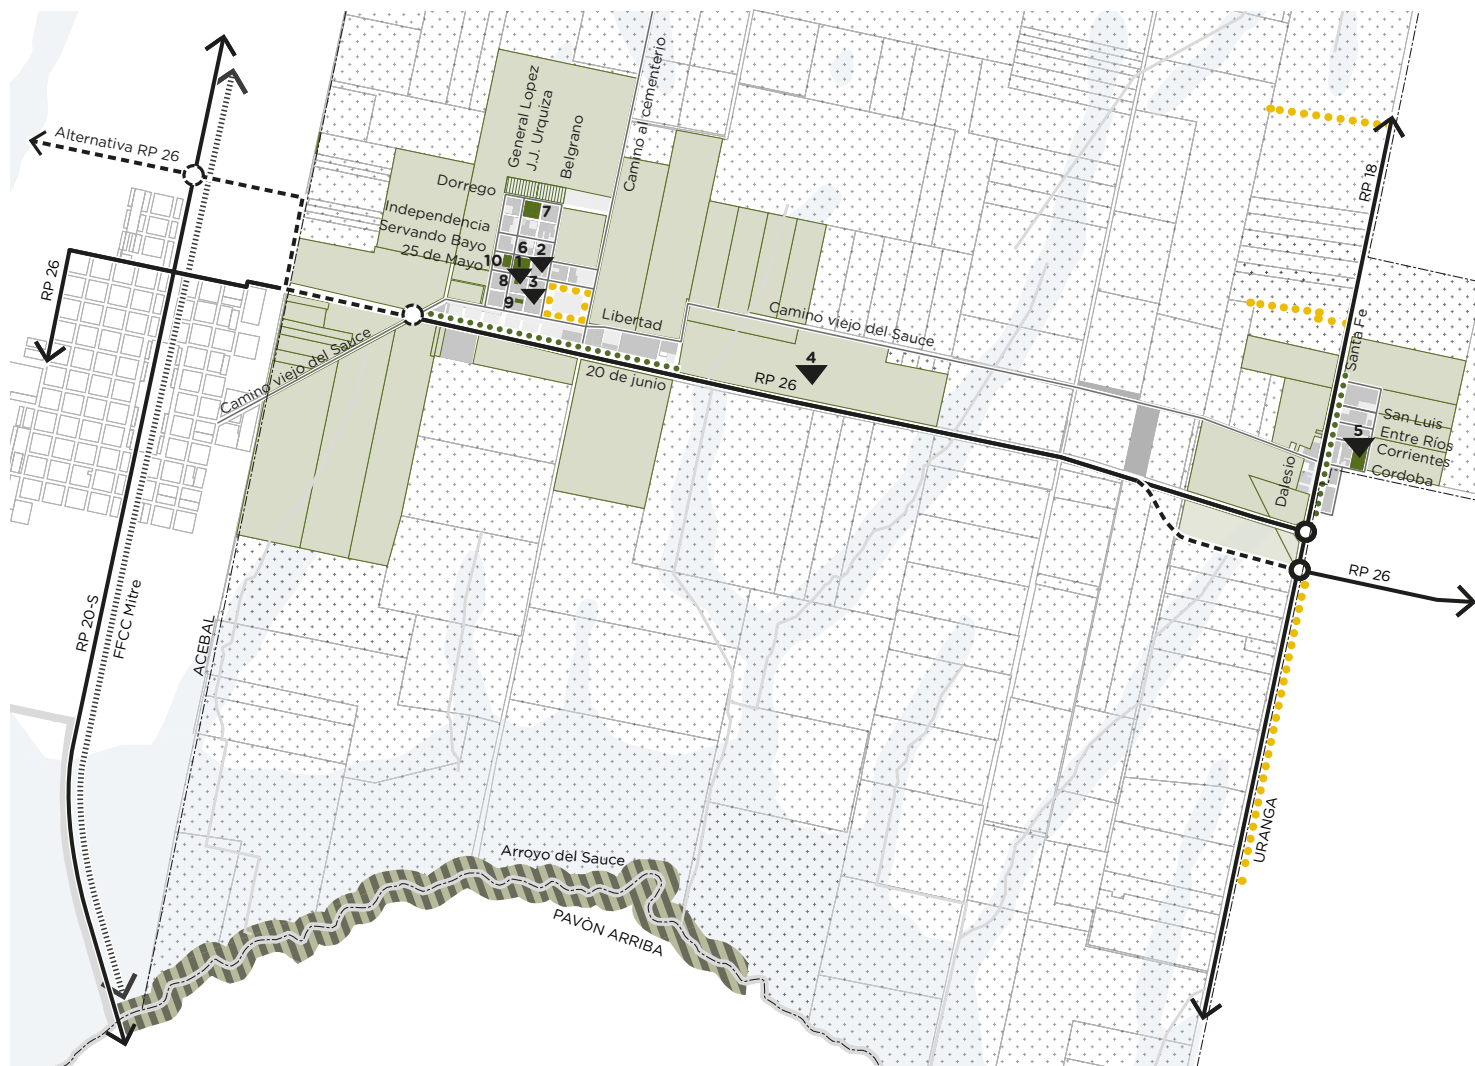 Alternativa RP 26
RP 26
General Lopez
J.J. Urquiza
Belgrano
Camino al cementerio
Dorrego
Independencia
Servando Bayo
25 de Mayo
7
6
2
10
1
8
3
9
Libertad
20 de junio
Camino viejo del Sauce
Camino viejo del Sauce
4
RP 26
RP 18
Santa Fe
San Luis
5
Entre Ríos
Corrientes
Cordoba
Dalesio
RP 26
RP 20-S
FFCC Mitre
ACEBAL
URANGA
Arroyo del Sauce
PAVÓN ARRIBA